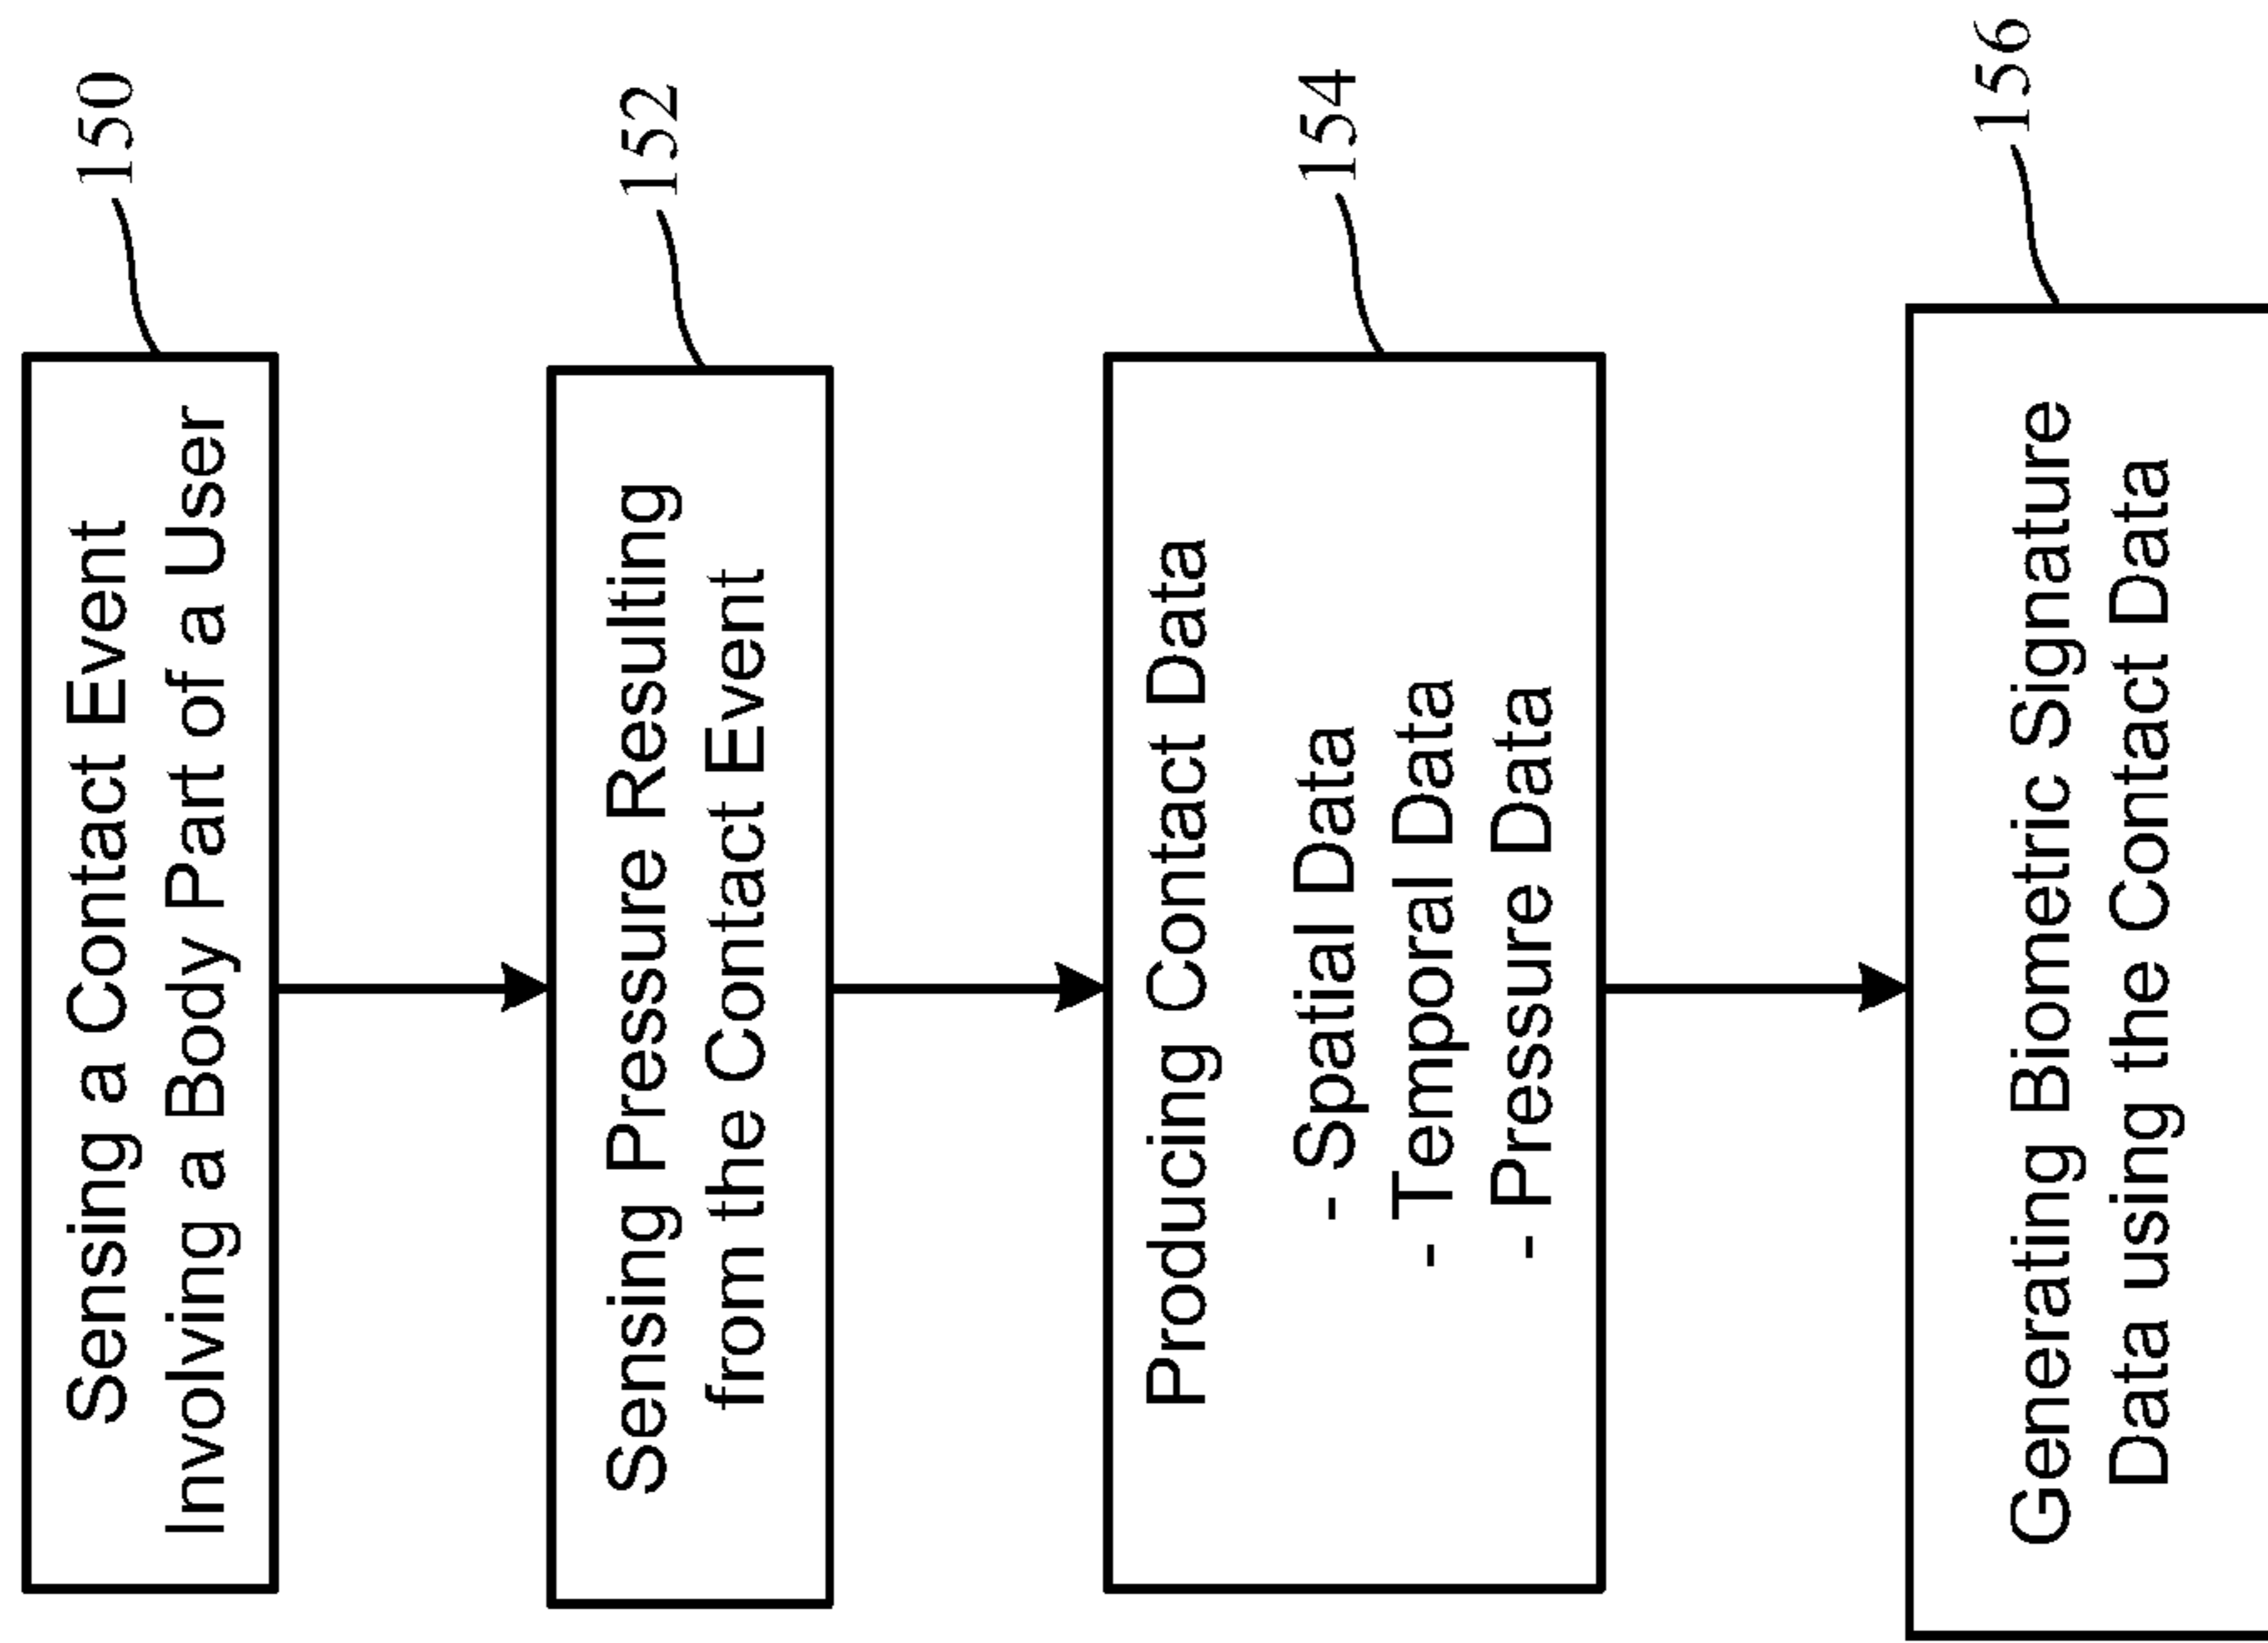 Sensing a Contact Event
Involving a Body Part of a User
150
Sensing Pressure Resulting
from the Contact Event
152
Producing Contact Data
- Spatial Data
- Temporal Data
- Pressure Data
154
Generating Biometric Signature
Data using the Contact Data
156